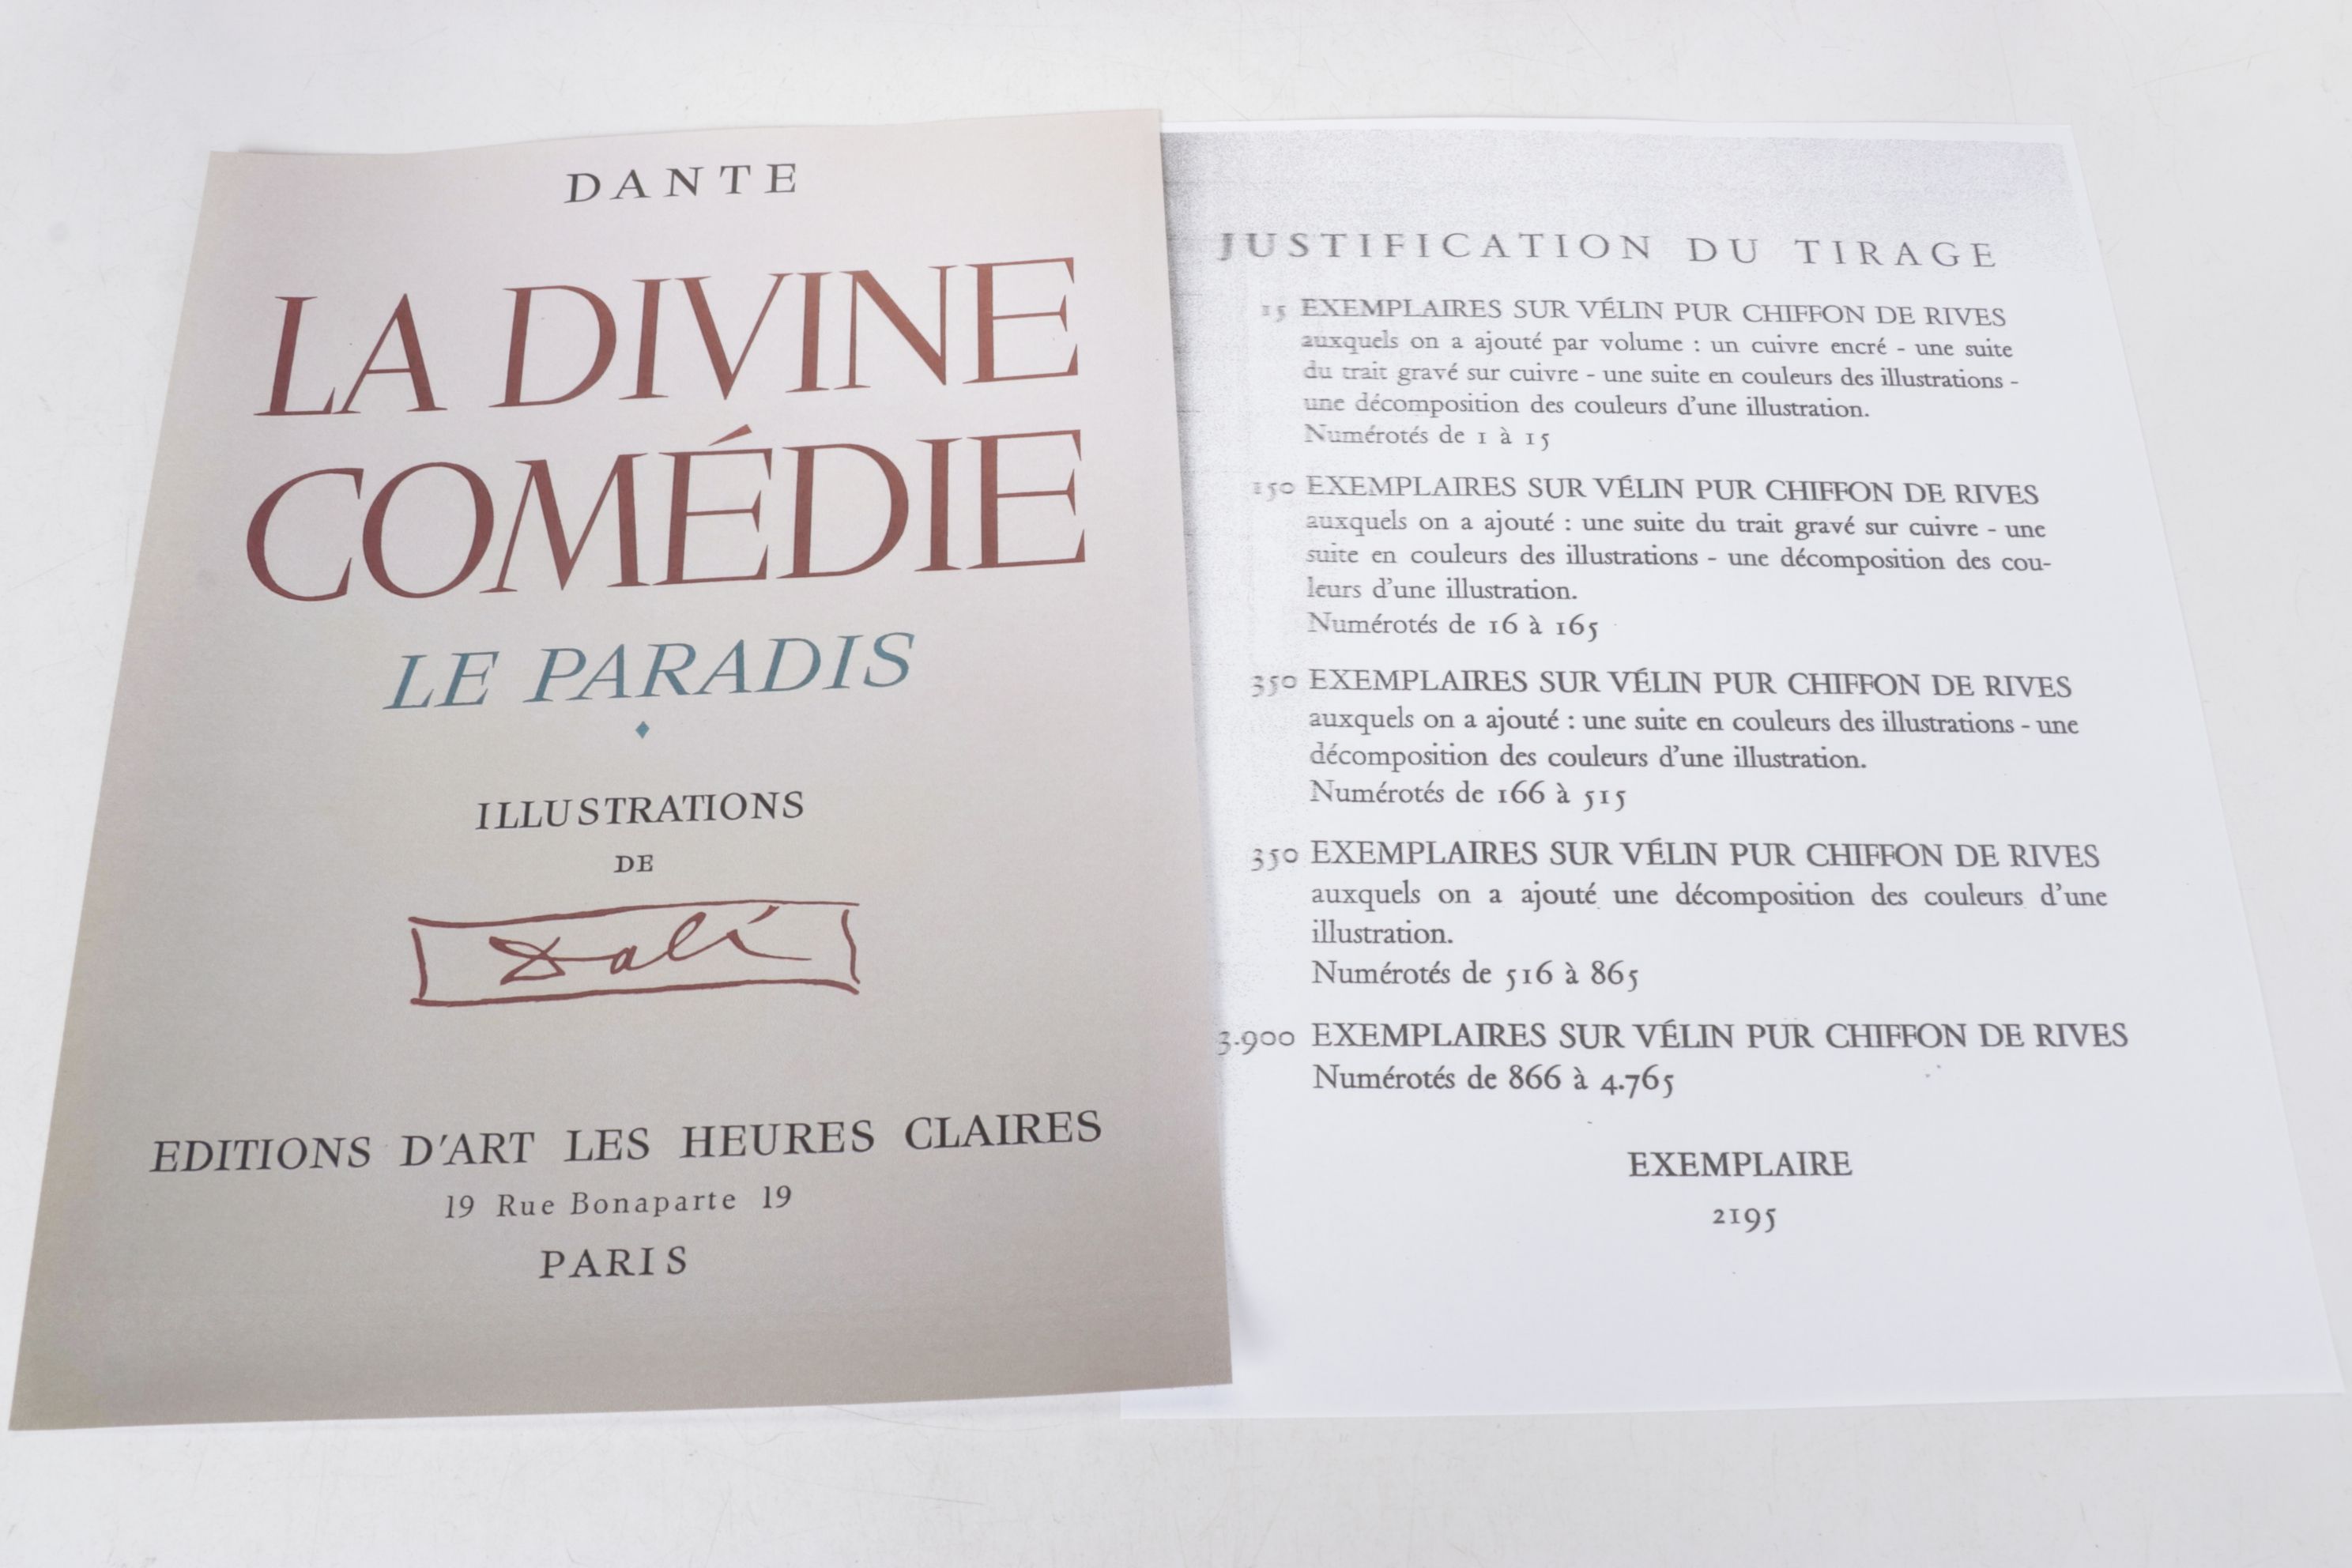 DANTE
LA DIVINE
COMÉDIE
LE PARADIS
ILLUSTRATIONS
DE
Dalí
EDITIONS D'ART LES HEURES CLAIRES
19 Rue Bonaparte 19
PARIS
JUSTIFICATION DU TIRAGE
15 EXEMPLAIRES SUR VÉLIN PUR CHIFFON DE RIVES
auxquels on a ajouté par volume : un cuivre encré - une suite
du trait gravé sur cuivre - une suite en couleurs des illustrations -
une décomposition des couleurs d'une illustration.
Numérotés de 1 à 15
150 EXEMPLAIRES SUR VÉLIN PUR CHIFFON DE RIVES
auxquels on a ajouté : une suite du trait gravé sur cuivre - une
suite en couleurs des illustrations - une décomposition des cou-
leurs d'une illustration.
Numérotés de 16 à 165
350 EXEMPLAIRES SUR VÉLIN PUR CHIFFON DE RIVES
auxquels on a ajouté : une suite en couleurs des illustrations - une
décomposition des couleurs d'une illustration.
Numérotés de 166 à 515
350 EXEMPLAIRES SUR VÉLIN PUR CHIFFON DE RIVES
auxquels on a ajouté une décomposition des couleurs d'une
illustration.
Numérotés de 516 à 865
3.900 EXEMPLAIRES SUR VÉLIN PUR CHIFFON DE RIVES
Numérotés de 866 à 4.765
EXEMPLAIRE
2195